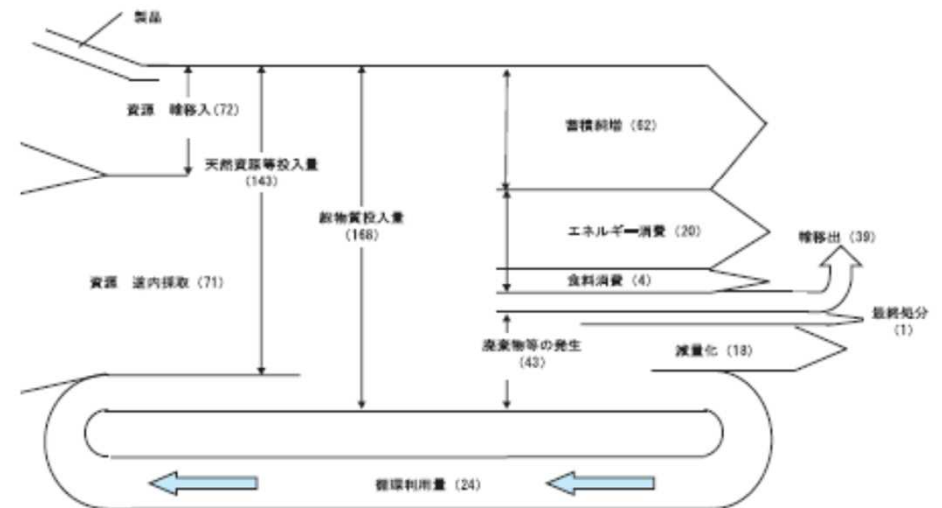 製品
資源　輸移入(72)
天然資源等投入量
(143)
総物質投入量
(168)
資源　道内採取(71)
蓄積純増(62)
エネルギー消費(20)
食料消費(4)
輸移出(39)
最終処分
(1)
廃棄物等の発生
(43)
減量化(18)
循環利用量(24)